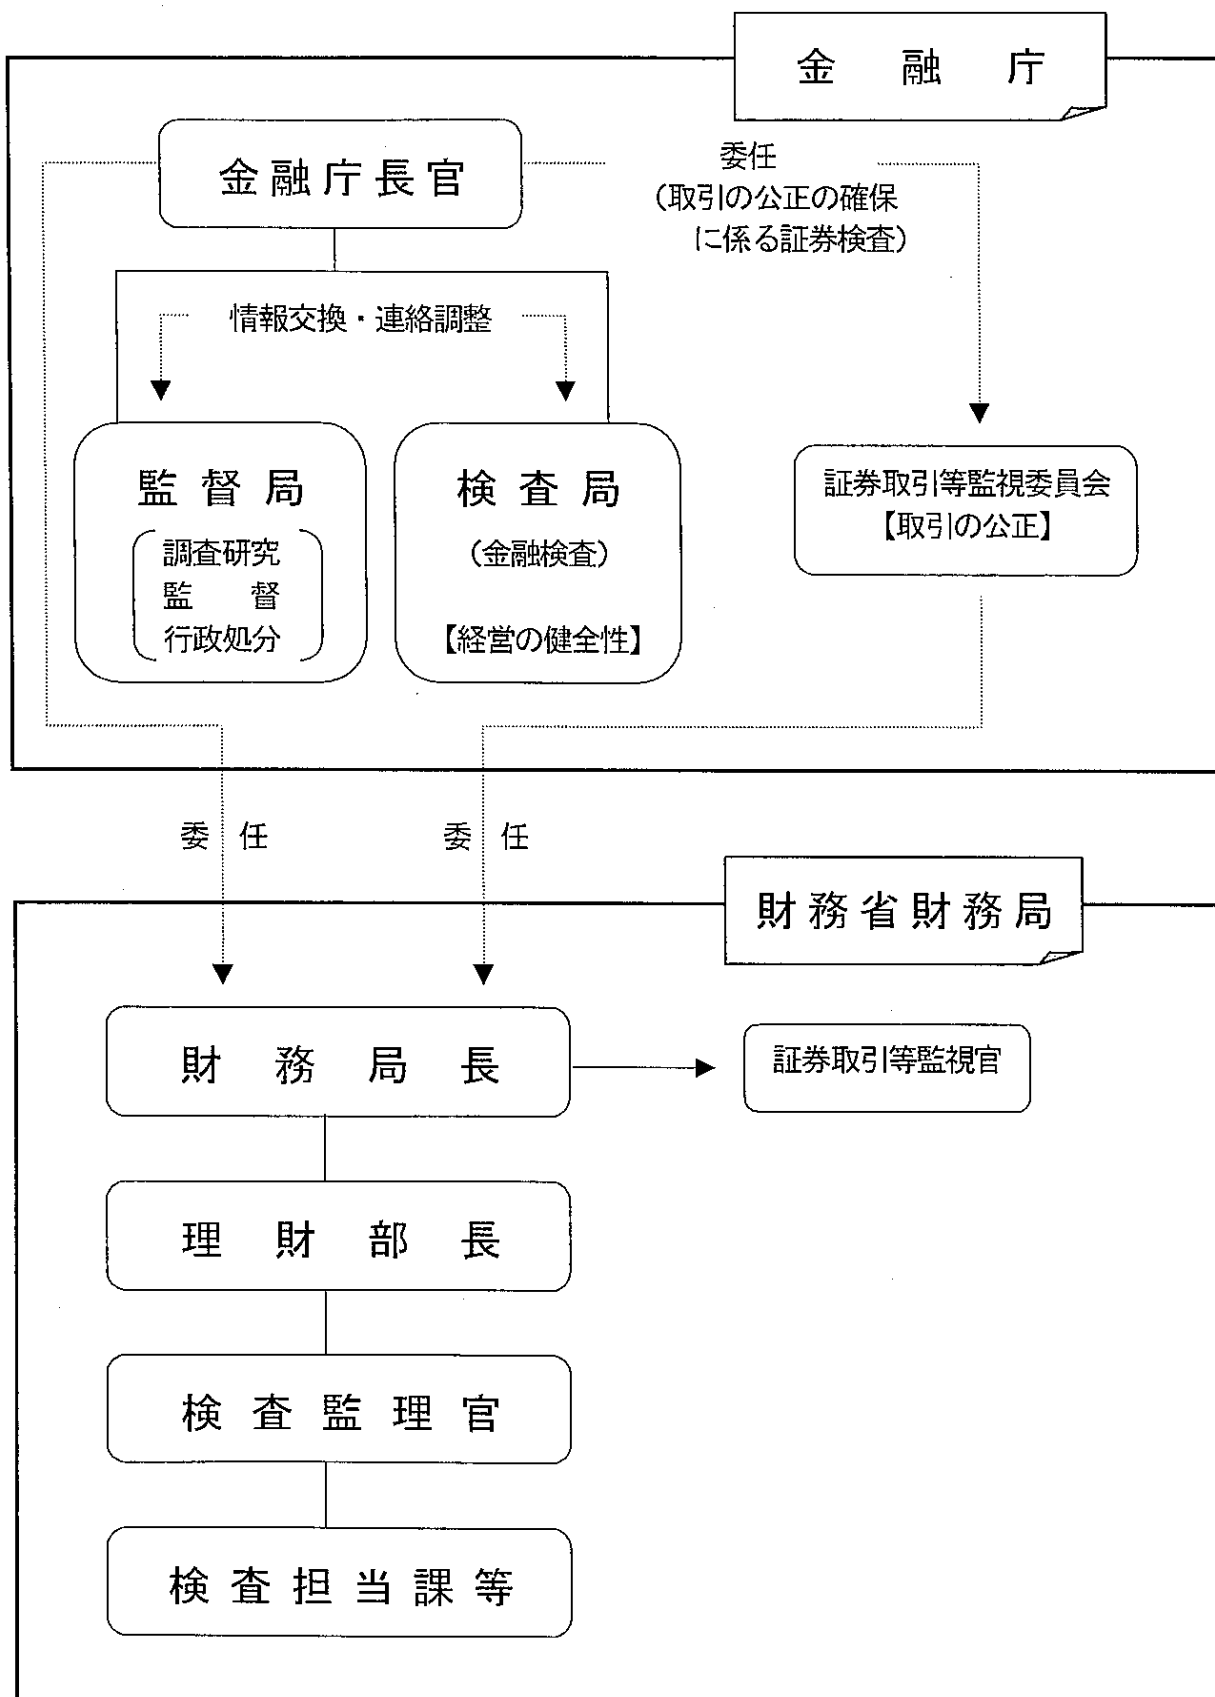 金融庁
金融庁長官
委任
（取引の公正の確保
に係る証券検査）
情報交換・連絡調整
監督局
調査研究
監督
行政処分
検査局
（金融検査）
【経営の健全性】
証券取引等監視委員会
【取引の公正】
委任
委任
財務省財務局
財務局長
証券取引等監視官
理財部長
検査監理官
検査担当課等